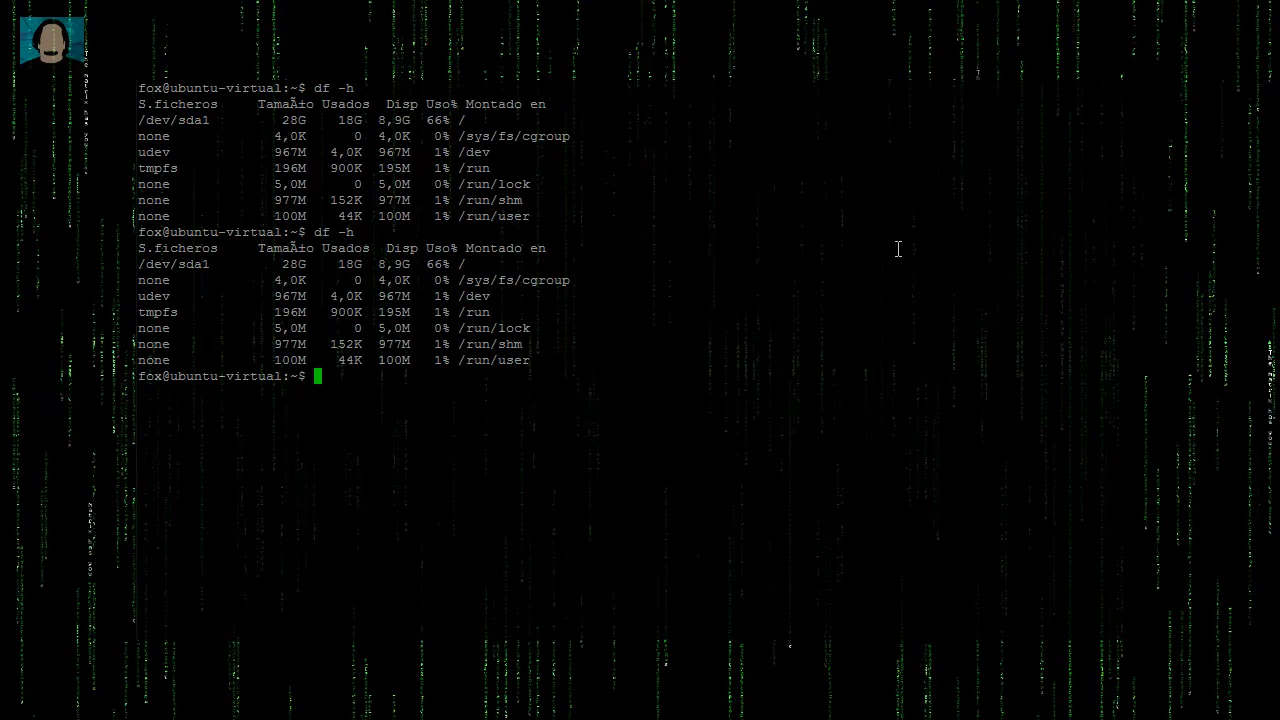 fox@ubuntu-virtual:~$ df -h
S.ficheros     TamaÃ±o Usados  Disp Uso% Montado en
/dev/sda1         28G    18G  8,9G  66% /
none             4,0K      0  4,0K   0% /sys/fs/cgroup
udev             967M   4,0K  967M   1% /dev
tmpfs            196M   900K  195M   1% /run
none             5,0M      0  5,0M   0% /run/lock
none             977M   152K  977M   1% /run/shm
none             100M    44K  100M   1% /run/user
fox@ubuntu-virtual:~$ df -h
S.ficheros     TamaÃ±o Usados  Disp Uso% Montado en
/dev/sda1         28G    18G  8,9G  66% /
none             4,0K      0  4,0K   0% /sys/fs/cgroup
udev             967M   4,0K  967M   1% /dev
tmpfs            196M   900K  195M   1% /run
none             5,0M      0  5,0M   0% /run/lock
none             977M   152K  977M   1% /run/shm
none             100M    44K  100M   1% /run/user
fox@ubuntu-virtual:~$